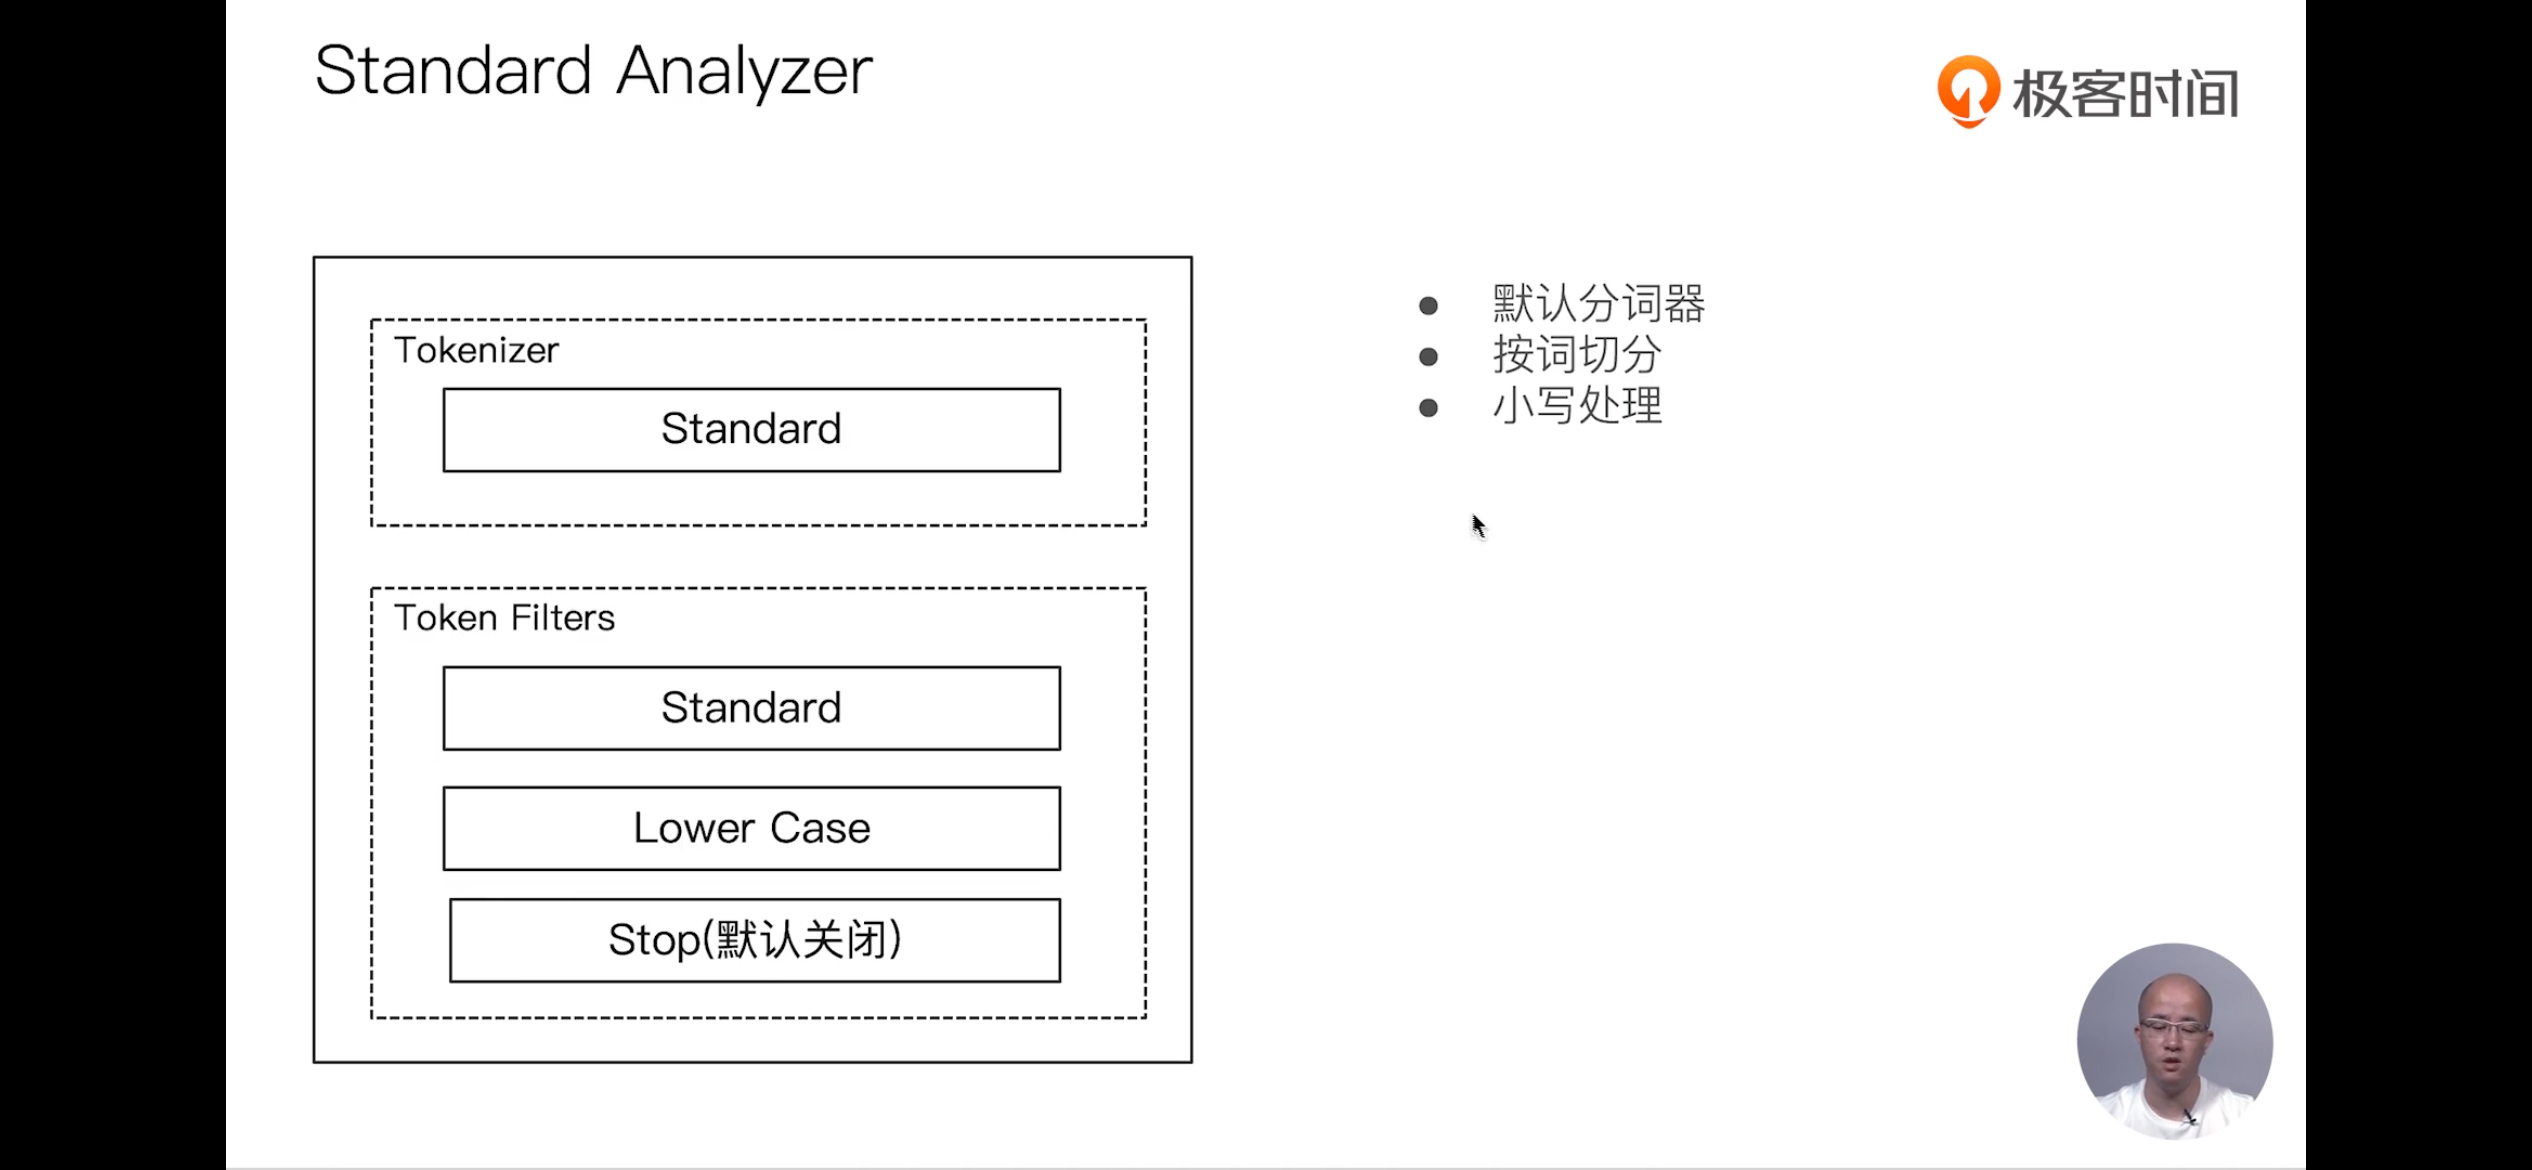 Standard Analyzer
极客时间
Tokenizer
Standard
Token Filters
Standard
Lower Case
Stop(默认关闭)
● 默认分词器
● 按词切分
● 小写处理